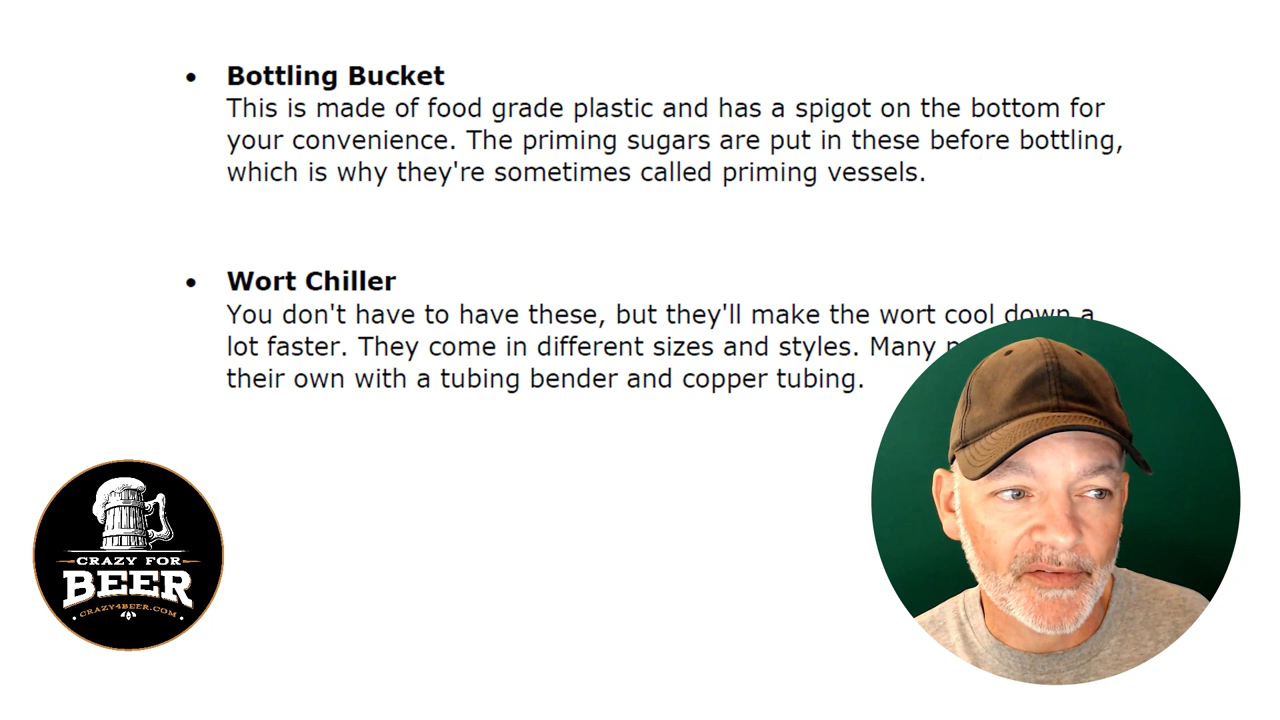 Bottling Bucket
This is made of food grade plastic and has a spigot on the bottom for
your convenience. The priming sugars are put in these before bottling,
which is why they're sometimes called priming vessels.
Wort Chiller
You don't have to have these, but they'll make the wort cool down a
lot faster. They come in different sizes and styles. Many
their own with a tubing bender and copper tubing.
CRAZY FOR
BEER
CRAZY4BEER.COM